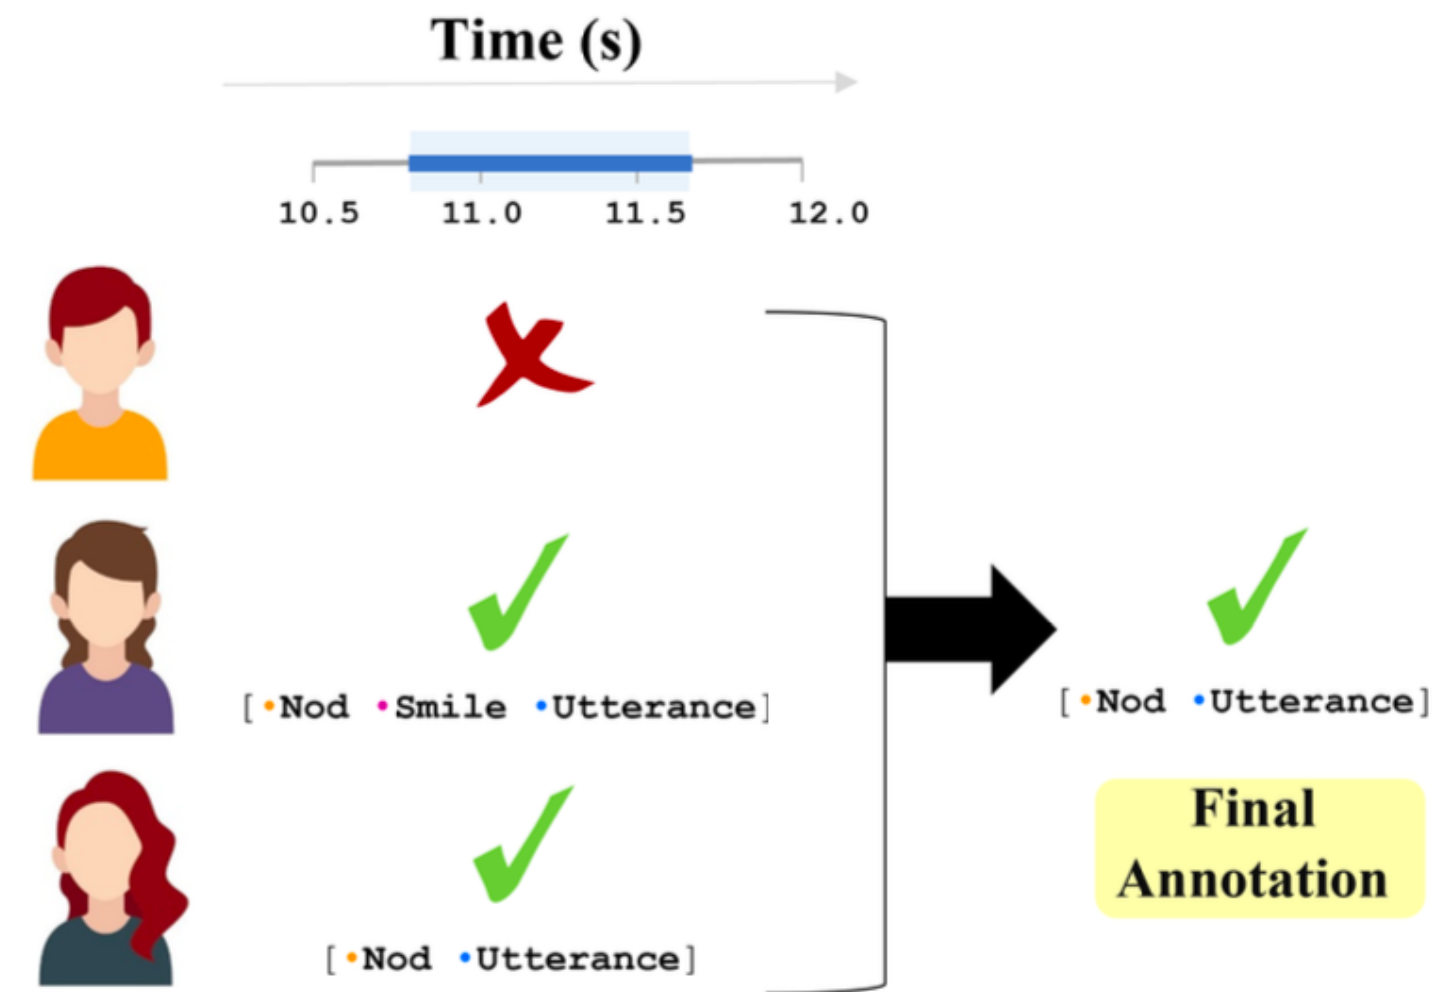 Time (s)
10.5 11.0 11.5 12.0
[•Nod •Smile •Utterance]
[•Nod •Utterance]
[•Nod •Utterance]
Final
Annotation